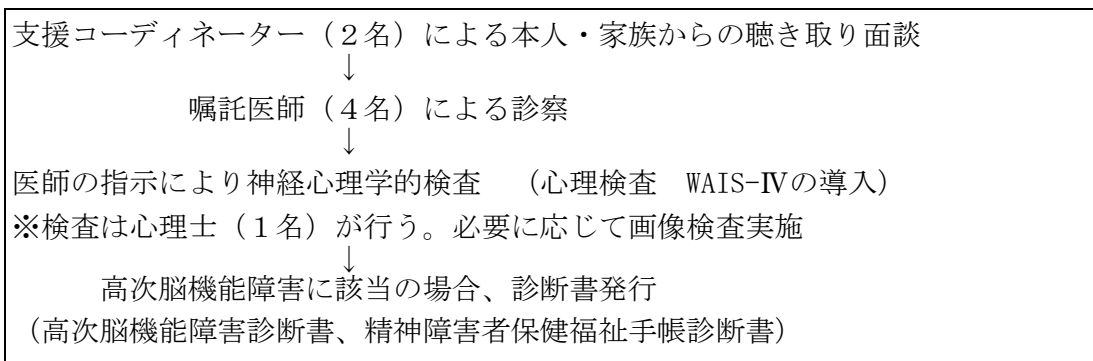 支援コーディネーター（２名）による本人・家族からの聴き取り面談
↓
嘱託医師（４名）による診察
↓
医師の指示により神経心理学的検査　（心理検査　WAIS-Ⅳの導入）
※検査は心理士（１名）が行う。必要に応じて画像検査実施
↓
高次脳機能障害に該当の場合、診断書発行
（高次脳機能障害診断書、精神障害者保健福祉手帳診断書）